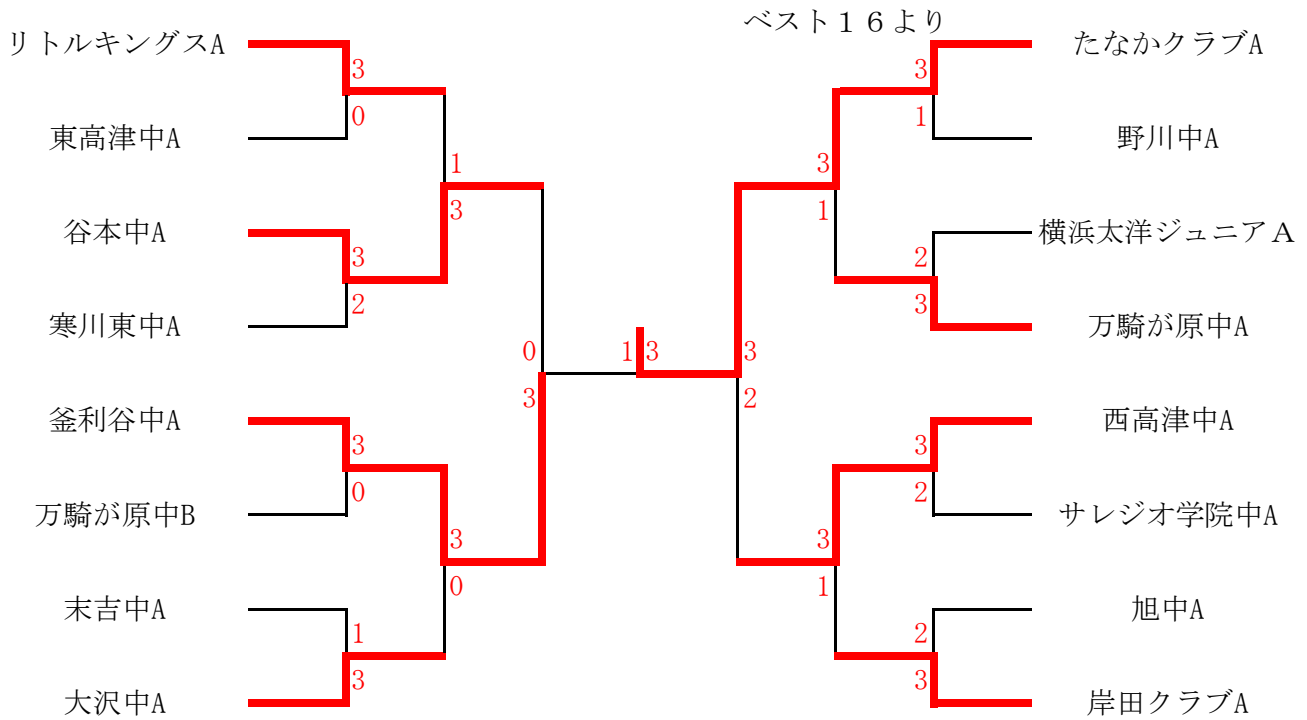 ベスト１６より
リトルキングスA
たなかクラブA
3
3
0
1
東高津中A
野川中A
1
3
3
1
谷本中A
横浜太洋ジュニアＡ
3
2
2
3
寒川東中A
万騎が原中A
0
1
3
3
3
2
釜利谷中A
西高津中A
3
3
0
2
万騎が原中B
サレジオ学院中A
3
3
0
1
末吉中A
旭中A
1
2
3
3
大沢中A
岸田クラブA